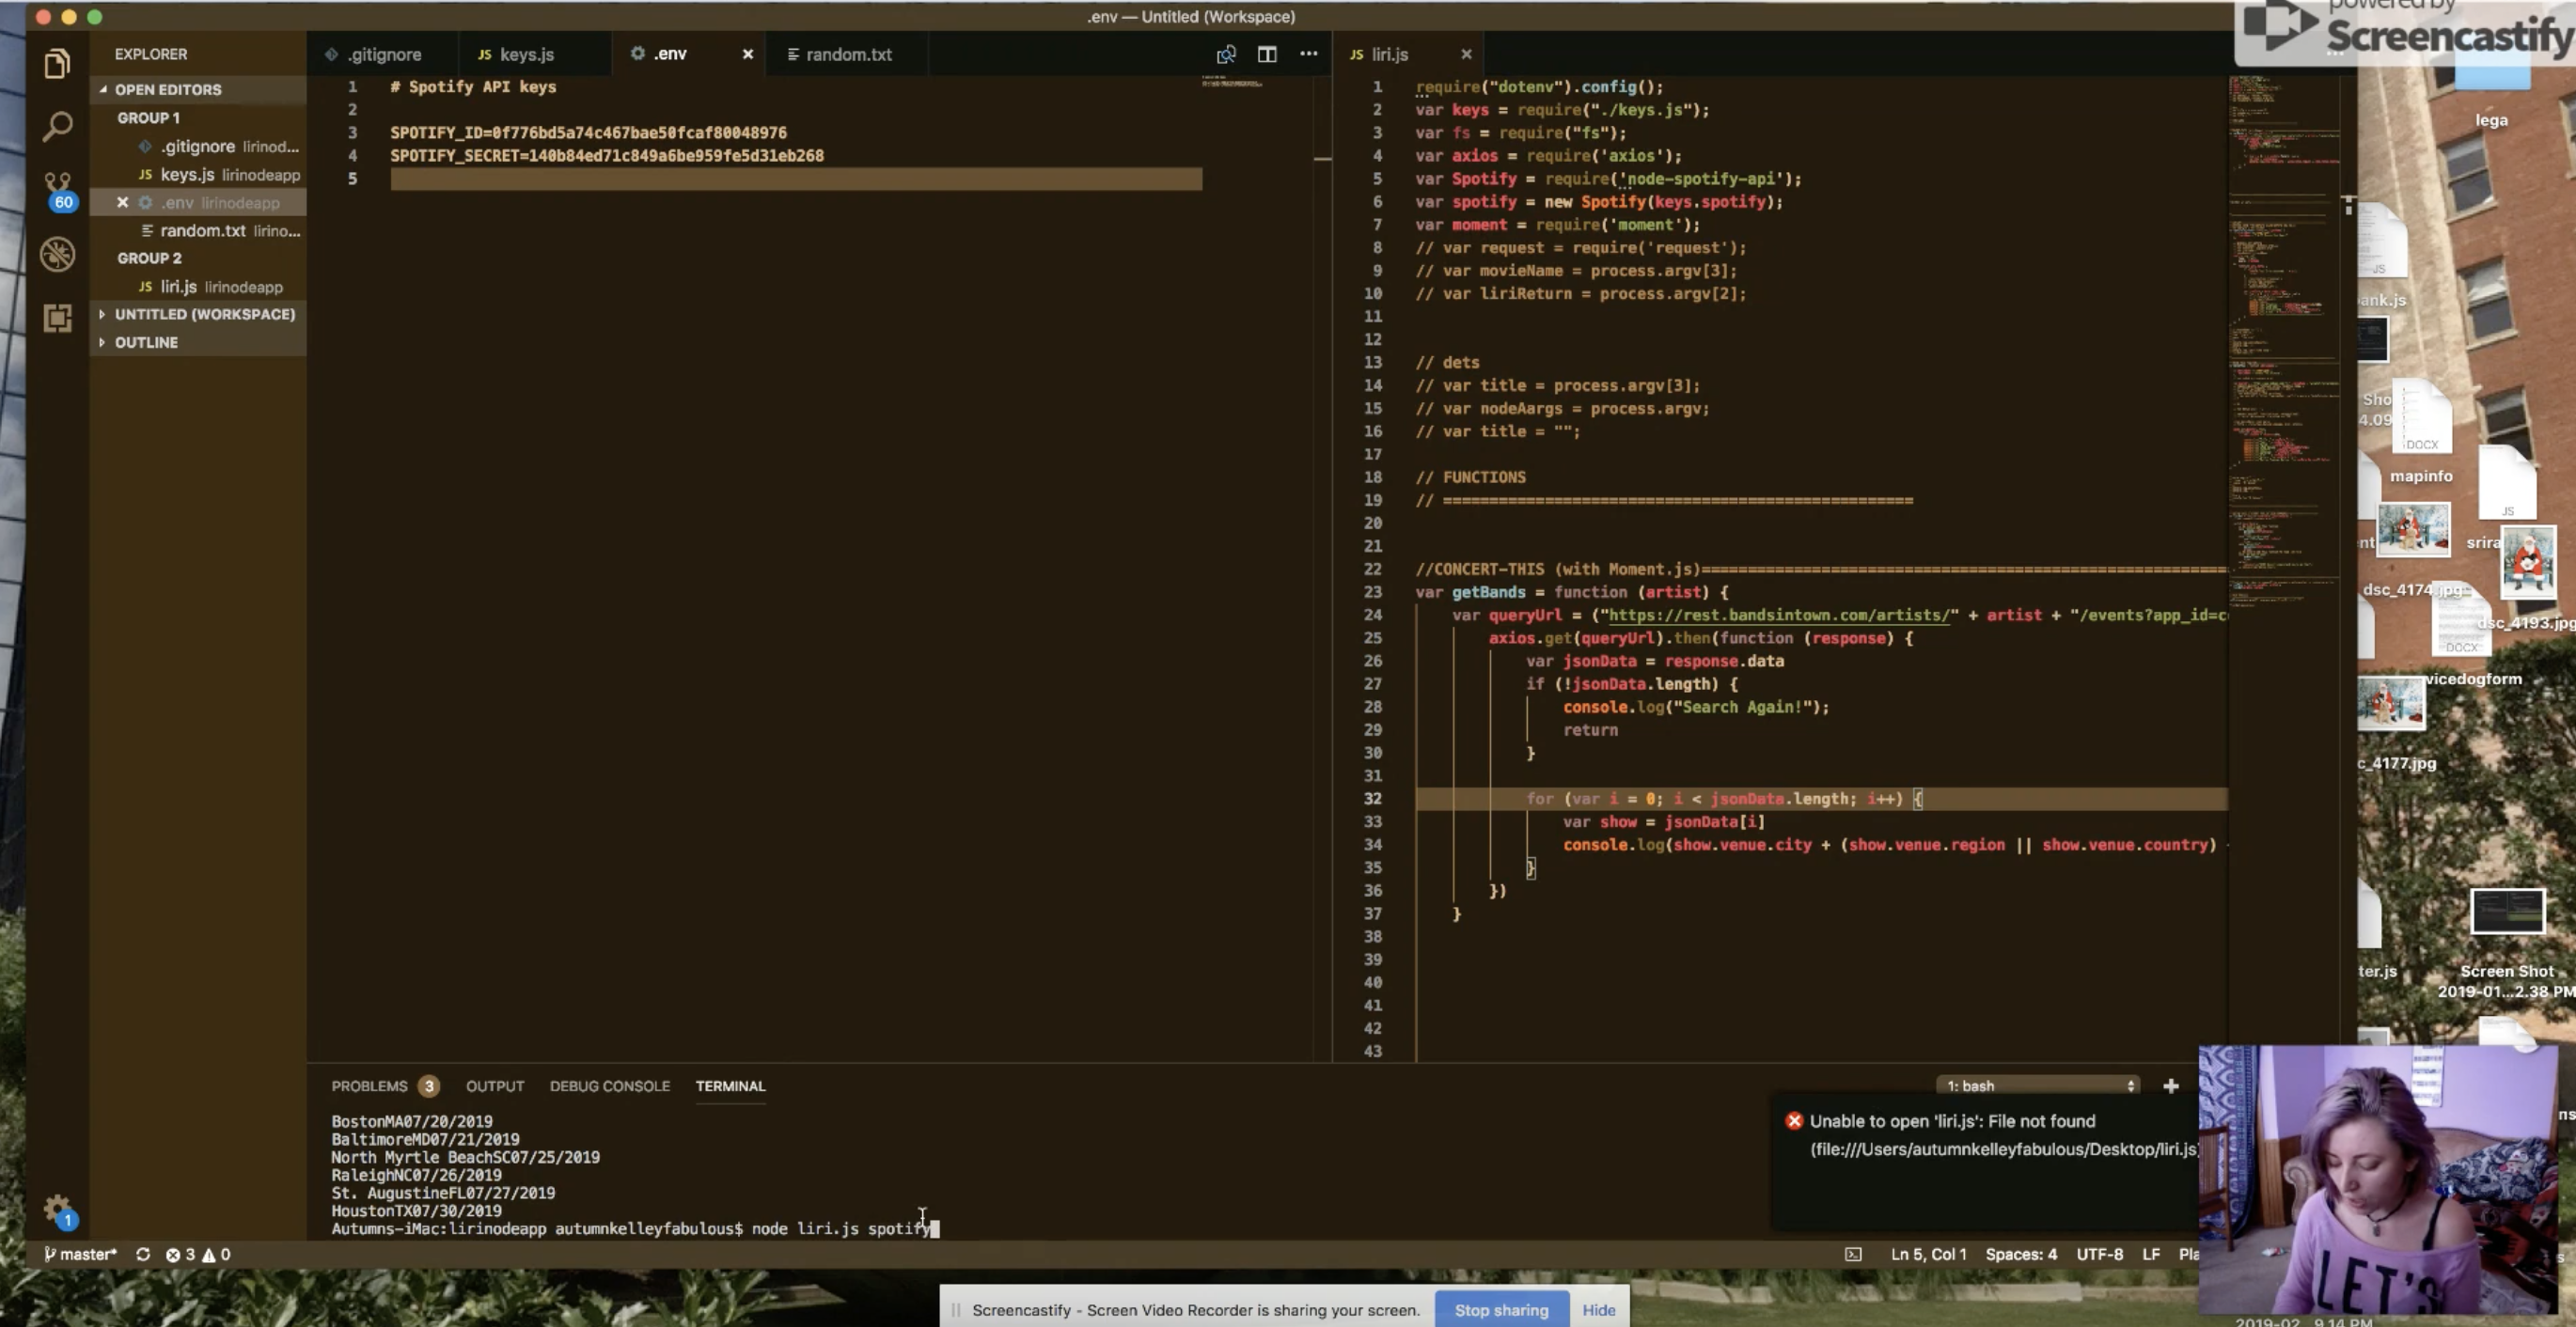 .env — Untitled (Workspace)
powered by
Screencastify
EXPLORER
OPEN EDITORS
GROUP 1
.gitignore lirinod...
JS keys.js lirinodeapp
.env lirinodeapp
random.txt lirino...
GROUP 2
JS liri.js lirinodeapp
UNTITLED (WORKSPACE)
OUTLINE
60
1
.gitignore
JS keys.js
.env
random.txt
1 # Spotify API keys
2
3 SPOTIFY_ID=0f776bd5a74c467bae50fcaf80048976
4 SPOTIFY_SECRET=140b84ed71c849a6be959fe5d31eb268
5
JS liri.js
1 require("dotenv").config();
2 var keys = require("./keys.js");
3 var fs = require("fs");
4 var axios = require('axios');
5 var Spotify = require('node-spotify-api');
6 var spotify = new Spotify(keys.spotify);
7 var moment = require('moment');
8 // var request = require('request');
9 // var movieName = process.argv[3];
10 // var liriReturn = process.argv[2];
11
12
13 // dets
14 // var title = process.argv[3];
15 // var nodeAargs = process.argv;
16 // var title = "";
17
18 // FUNCTIONS
19 // ===================================================
20
21
22 //CONCERT-THIS (with Moment.js)=========================================================
23 var getBands = function (artist) {
24 var queryUrl = ("https://rest.bandsintown.com/artists/" + artist + "/events?app_id=c
25 axios.get(queryUrl).then(function (response) {
26 var jsonData = response.data
27 if (!jsonData.length) {
28 console.log("Search Again!");
29 return
30 }
31
32 for (var i = 0; i < jsonData.length; i++) {
33 var show = jsonData[i]
34 console.log(show.venue.city + (show.venue.region || show.venue.country)
35 }
36 })
37 }
38
39
40
41
42
43
PROBLEMS 3 OUTPUT DEBUG CONSOLE TERMINAL
1: bash
BostonMA07/20/2019
BaltimoreMD07/21/2019
North Myrtle BeachSC07/25/2019
RaleighNC07/26/2019
St. AugustineFL07/27/2019
HoustonTX07/30/2019
Autumns-iMac:lirinodeapp autumnkelleyfabulous$ node liri.js spotify
Unable to open 'liri.js': File not found
(file:///Users/autumnkelleyfabulous/Desktop/liri.js)
master* 3 0
Ln 5, Col 1 Spaces: 4 UTF-8 LF Pla
Screencastify - Screen Video Recorder is sharing your screen. Stop sharing Hide
lega
JS
ank.js
Sho
4.09
DOCX
mapinfo
JS
nt
srira
dsc_4174.jpg
dsc_4193.jpg
DOCX
vicedogform
c_4177.jpg
ter.js
Screen Shot
2019-01...2.38 PM
ns
LET'S
2019-02...9.14 PM